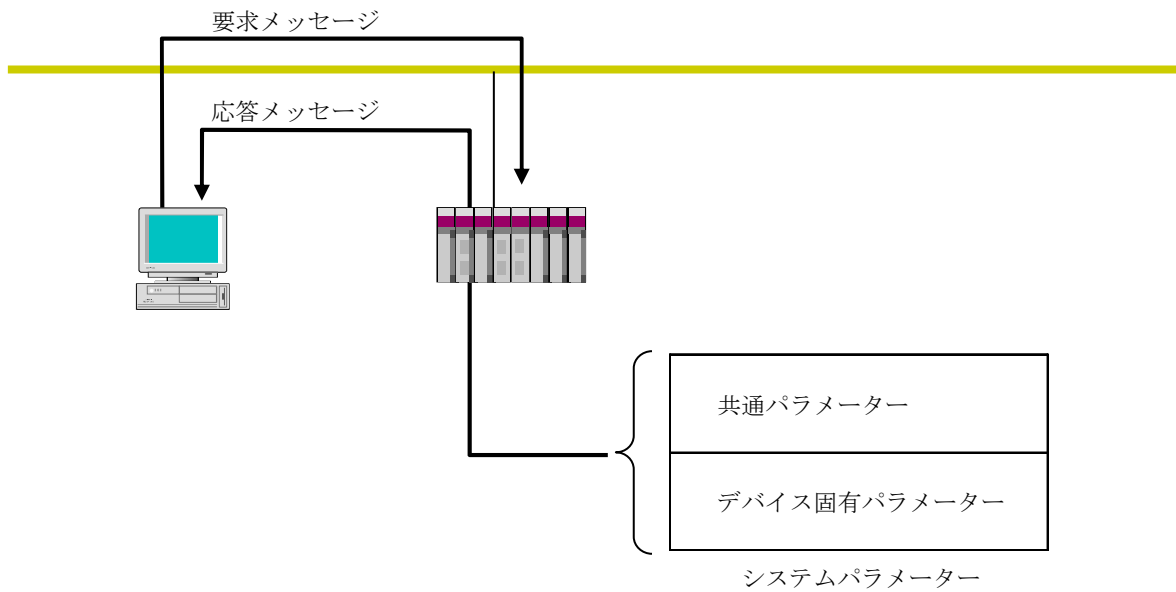 要求メッセージ
応答メッセージ
共通パラメーター
デバイス固有パラメーター
システムパラメーター